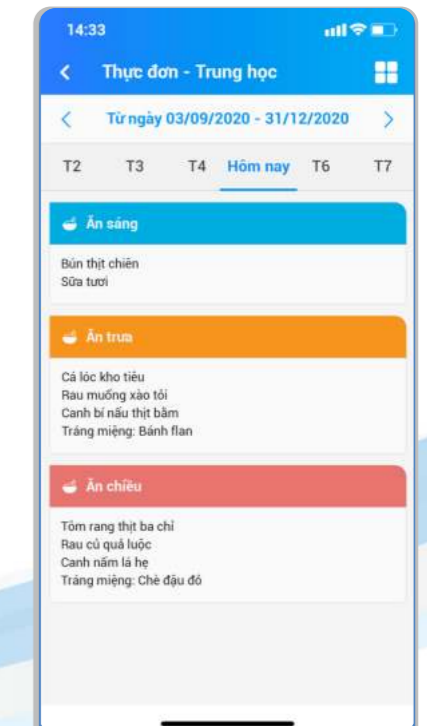 14:33
Thực đơn - Trung học
Từ ngày 03/09/2020 - 31/12/2020
T2 T3 T4 Hôm nay T6 T7
Ăn sáng
Bún thịt chiên
Sữa tươi
Ăn trưa
Cá lóc kho tiêu
Rau muống xào tỏi
Canh bí nấu thịt bằm
Tráng miệng: Bánh flan
Ăn chiều
Tôm rang thịt ba chỉ
Rau củ quả luộc
Canh nấm lá hẹ
Tráng miệng: Chè đậu đỏ